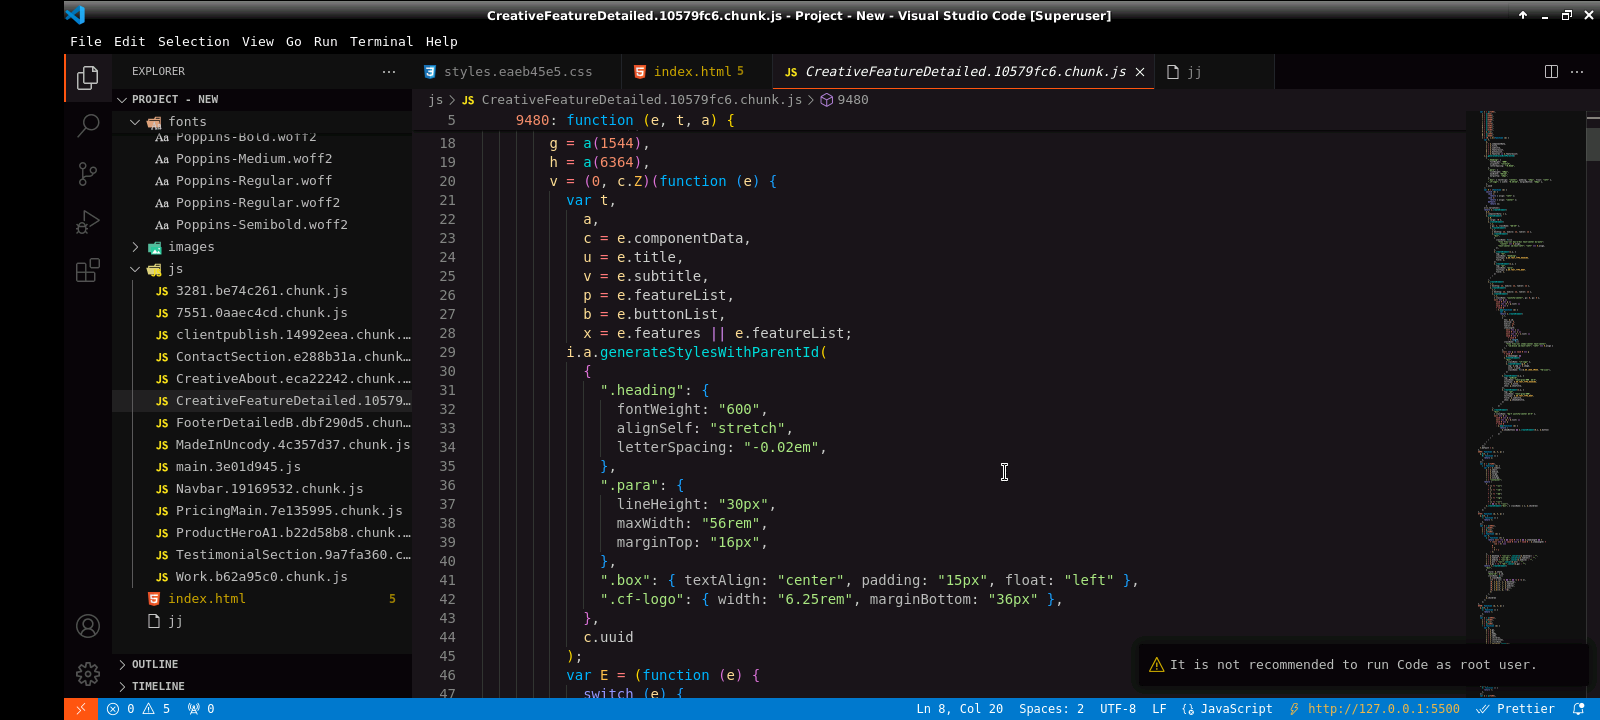 CreativeFeatureDetailed.10579fc6.chunk.js - Project - New - Visual Studio Code [Superuser]
File Edit Selection View Go Run Terminal Help
EXPLORER
PROJECT - NEW
fonts
Poppins-Bold.woff2
Poppins-Medium.woff2
Poppins-Regular.woff
Poppins-Regular.woff2
Poppins-Semibold.woff2
images
js
3281.be74c261.chunk.js
7551.0aaec4cd.chunk.js
clientpublish.14992eea.chunk.…
ContactSection.e288b31a.chunk…
CreativeAbout.eca22242.chunk.…
CreativeFeatureDetailed.10579…
FooterDetailedB.dbf290d5.chun…
MadeInUncody.4c357d37.chunk.js
main.3e01d945.js
Navbar.19169532.chunk.js
PricingMain.7e135995.chunk.js
ProductHeroA1.b22d58b8.chunk.…
TestimonialSection.9a7fa360.c…
Work.b62a95c0.chunk.js
index.html 5
jj
OUTLINE
TIMELINE
styles.eaeb45e5.css
index.html 5
CreativeFeatureDetailed.10579fc6.chunk.js
jj
js > CreativeFeatureDetailed.10579fc6.chunk.js > 9480
5 9480: function (e, t, a) {
18 g = a(1544),
19 h = a(6364),
20 v = (0, c.Z)(function (e) {
21 var t,
22 a,
23 c = e.componentData,
24 u = e.title,
25 v = e.subtitle,
26 p = e.featureList,
27 b = e.buttonList,
28 x = e.features || e.featureList;
29 i.a.generateStylesWithParentId(
30 {
31 ".heading": {
32 fontWeight: "600",
33 alignSelf: "stretch",
34 letterSpacing: "-0.02em",
35 },
36 ".para": {
37 lineHeight: "30px",
38 maxWidth: "56rem",
39 marginTop: "16px",
40 },
41 ".box": { textAlign: "center", padding: "15px", float: "left" },
42 ".cf-logo": { width: "6.25rem", marginBottom: "36px" },
43 },
44 c.uuid
45 );
46 var E = (function (e) {
47 switch (e) {
It is not recommended to run Code as root user.
0 5 0
Ln 8, Col 20 Spaces: 2 UTF-8 LF {} JavaScript http://127.0.0.1:5500 Prettier